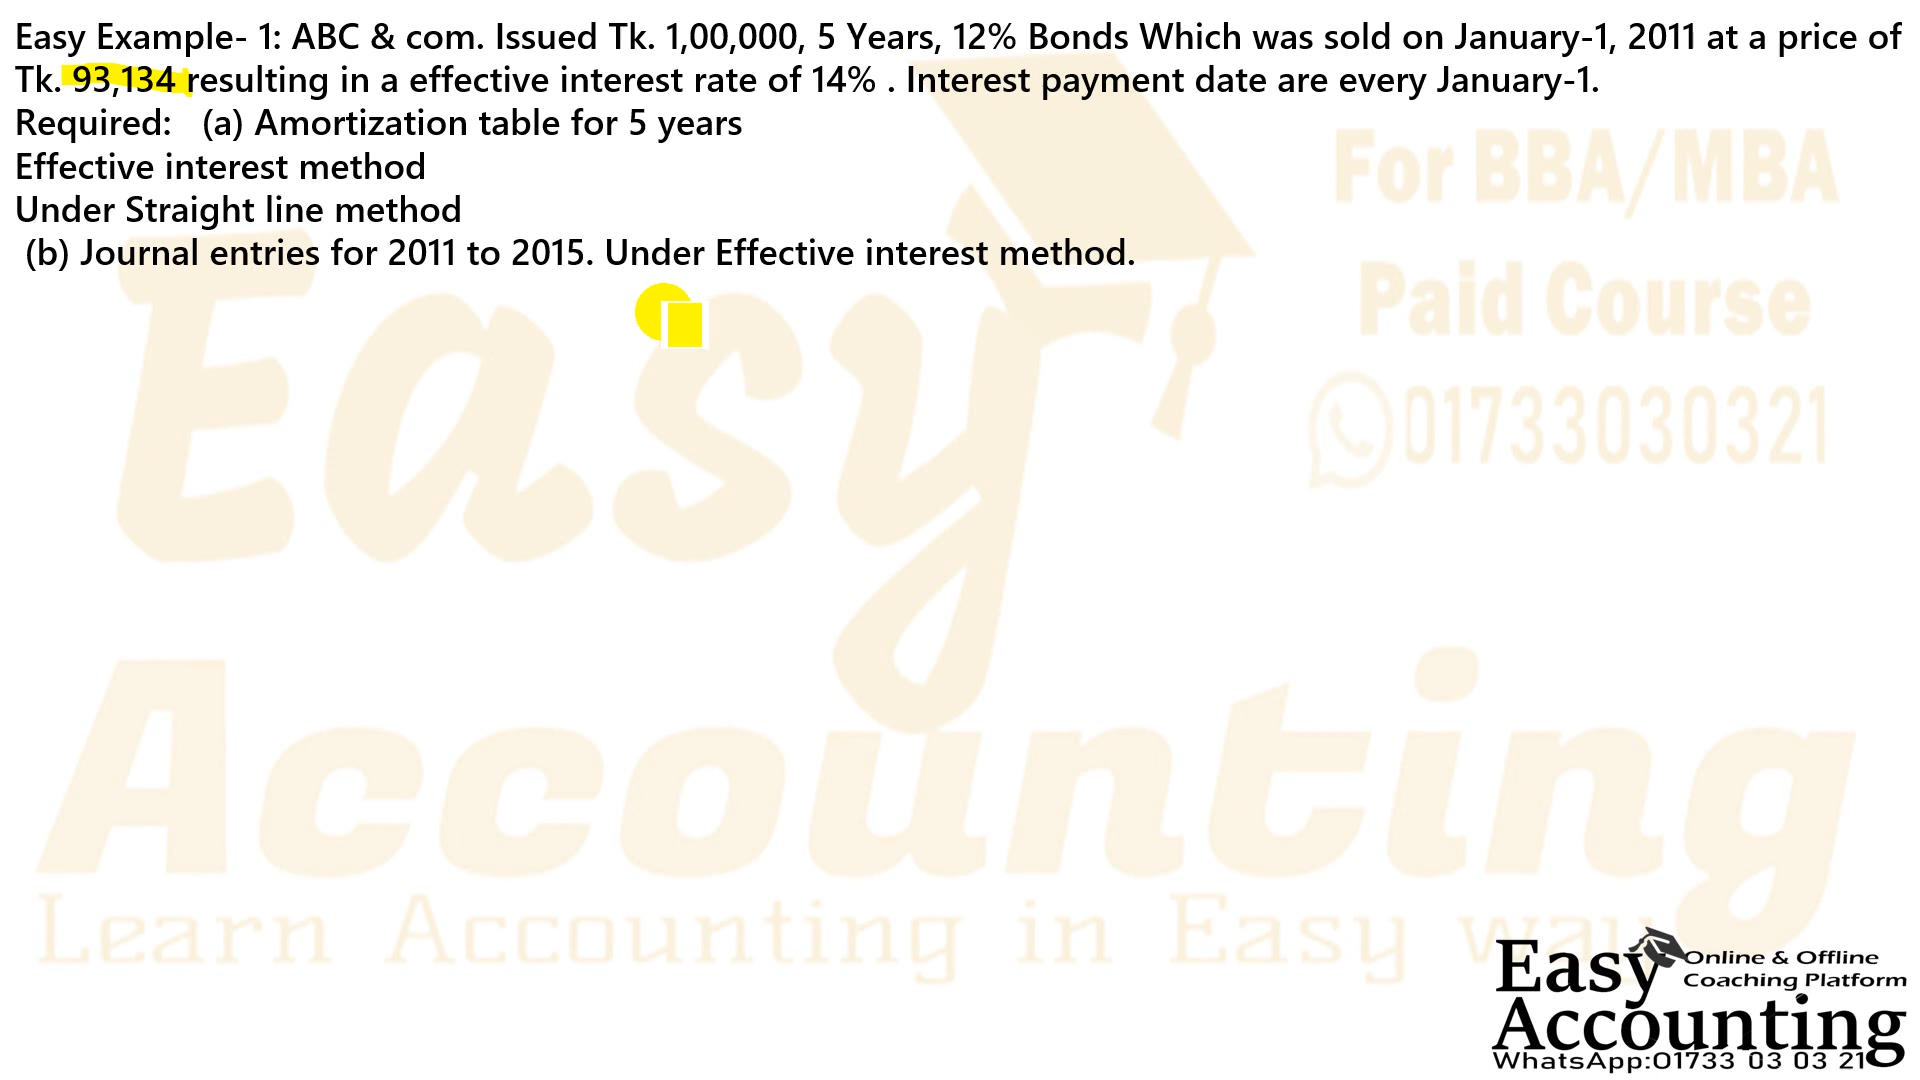 Easy Example- 1: ABC & com. Issued Tk. 1,00,000, 5 Years, 12% Bonds Which was sold on January-1, 2011 at a price of
Tk. 93,134 resulting in a effective interest rate of 14% . Interest payment date are every January-1.
Required: (a) Amortization table for 5 years
Effective interest method
Under Straight line method
(b) Journal entries for 2011 to 2015. Under Effective interest method.
For BBA/MBA
Paid Course
01733030321
Easy
Accounting
Learn Accounting in Easy way
Easy Online & Offline
Coaching Platform
Accounting
WhatsApp:01733 03 03 21